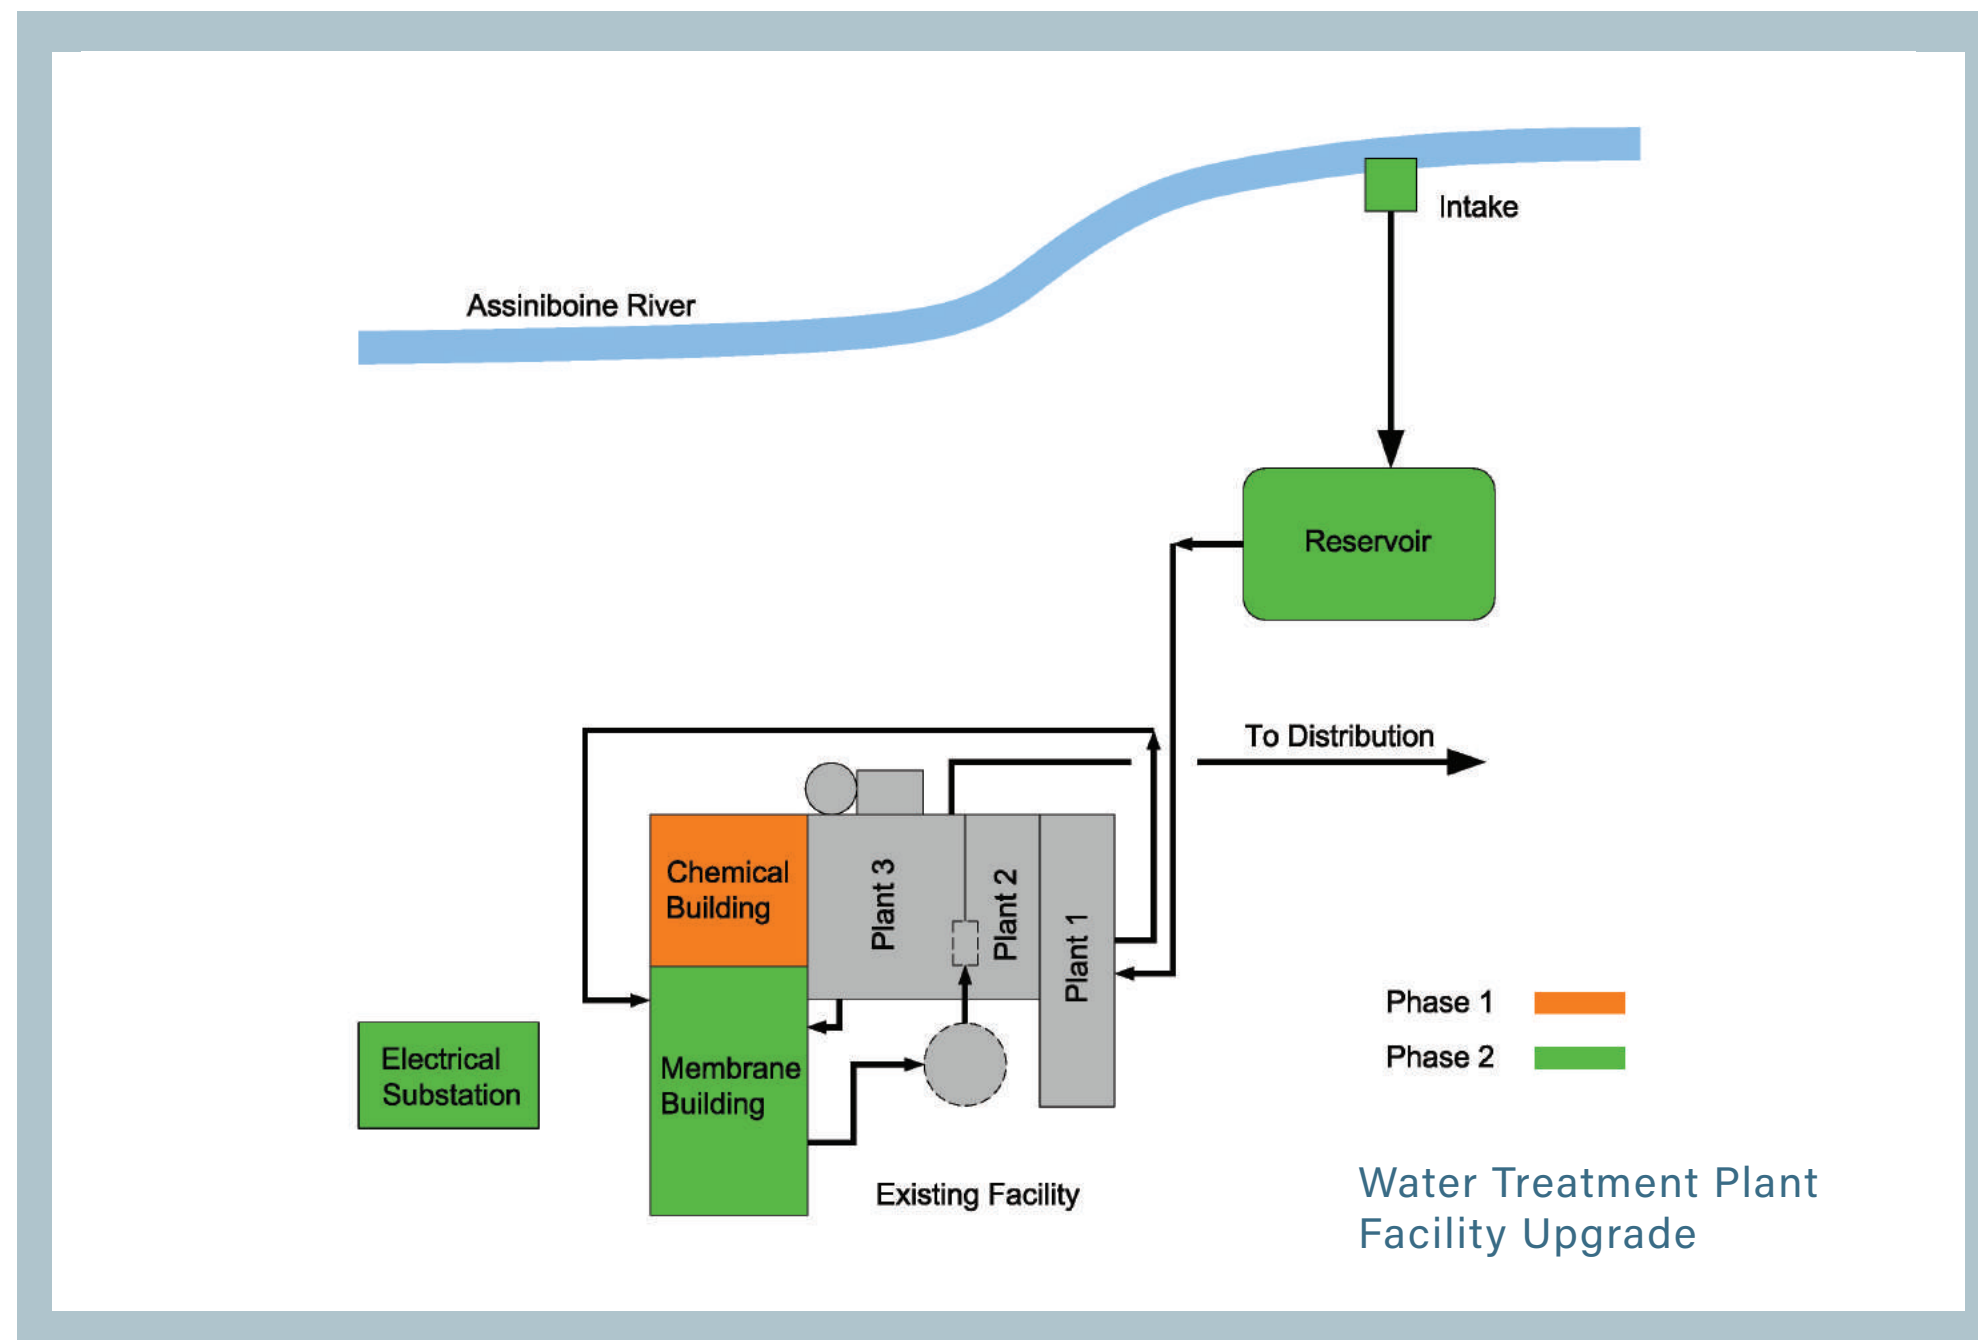 Intake
Assiniboine River
Reservoir
To Distribution
Chemical
Building
Plant 3
Plant 2
Plant 1
Phase 1
Phase 2
Electrical
Substation
Membrane
Building
Existing Facility
Water Treatment Plant
Facility Upgrade